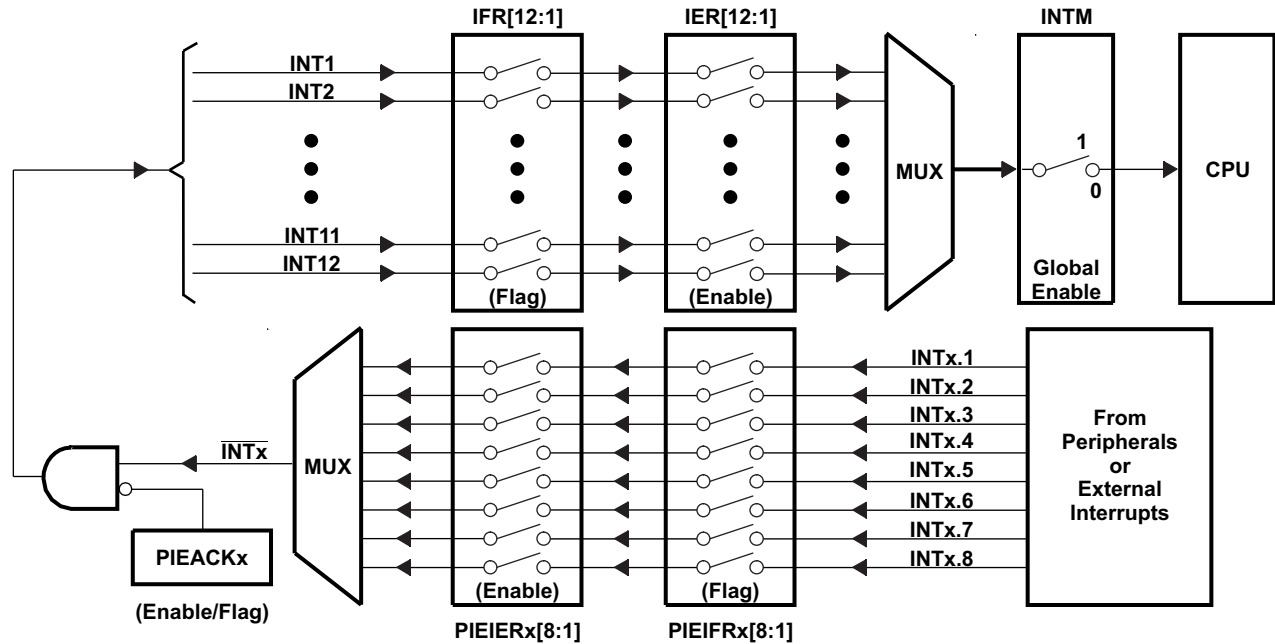 IFR[12:1]
IER[12:1]
INTM
INT1
INT2
INT11
INT12
(Flag)
(Enable)
MUX
1
0
Global
Enable
CPU
INTx
MUX
PIEACKx
(Enable/Flag)
(Enable)
PIEIERx[8:1]
(Flag)
PIEIFRx[8:1]
INTx.1
INTx.2
INTx.3
INTx.4
INTx.5
INTx.6
INTx.7
INTx.8
From
Peripherals
or
External
Interrupts